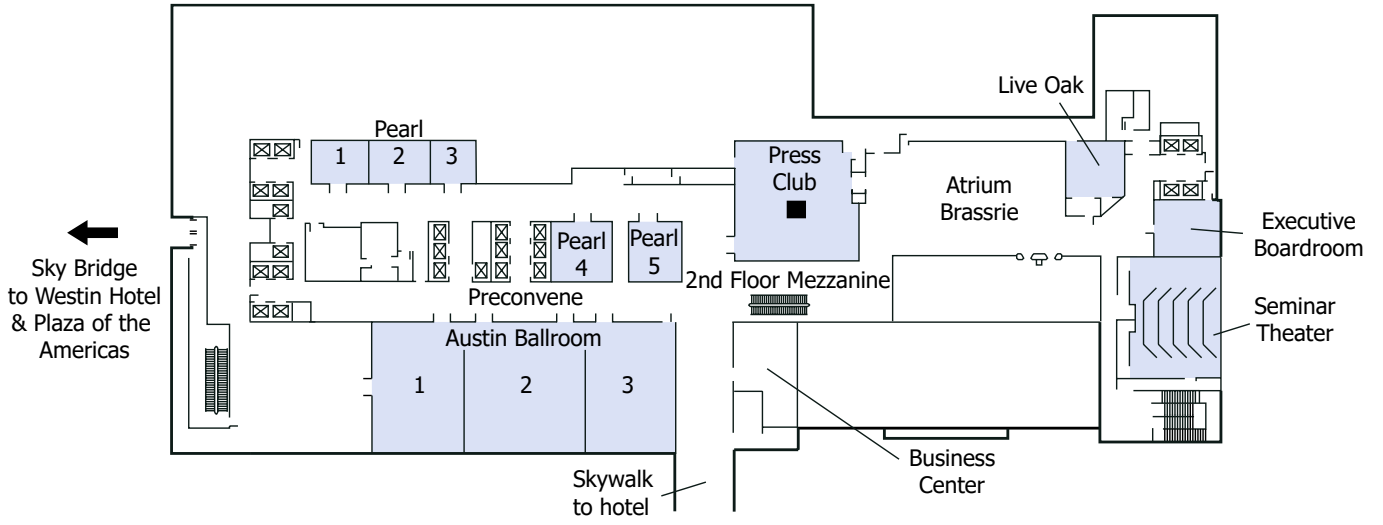 Live Oak
Pearl
1
2
3
Press
Club
Atrium
Brassrie
Executive
Boardroom
Pearl
4
Pearl
5
Sky Bridge
to Westin Hotel
& Plaza of the
Americas
2nd Floor Mezzanine
Preconvene
Seminar
Theater
Austin Ballroom
1
2
3
Business
Center
Skywalk
to hotel